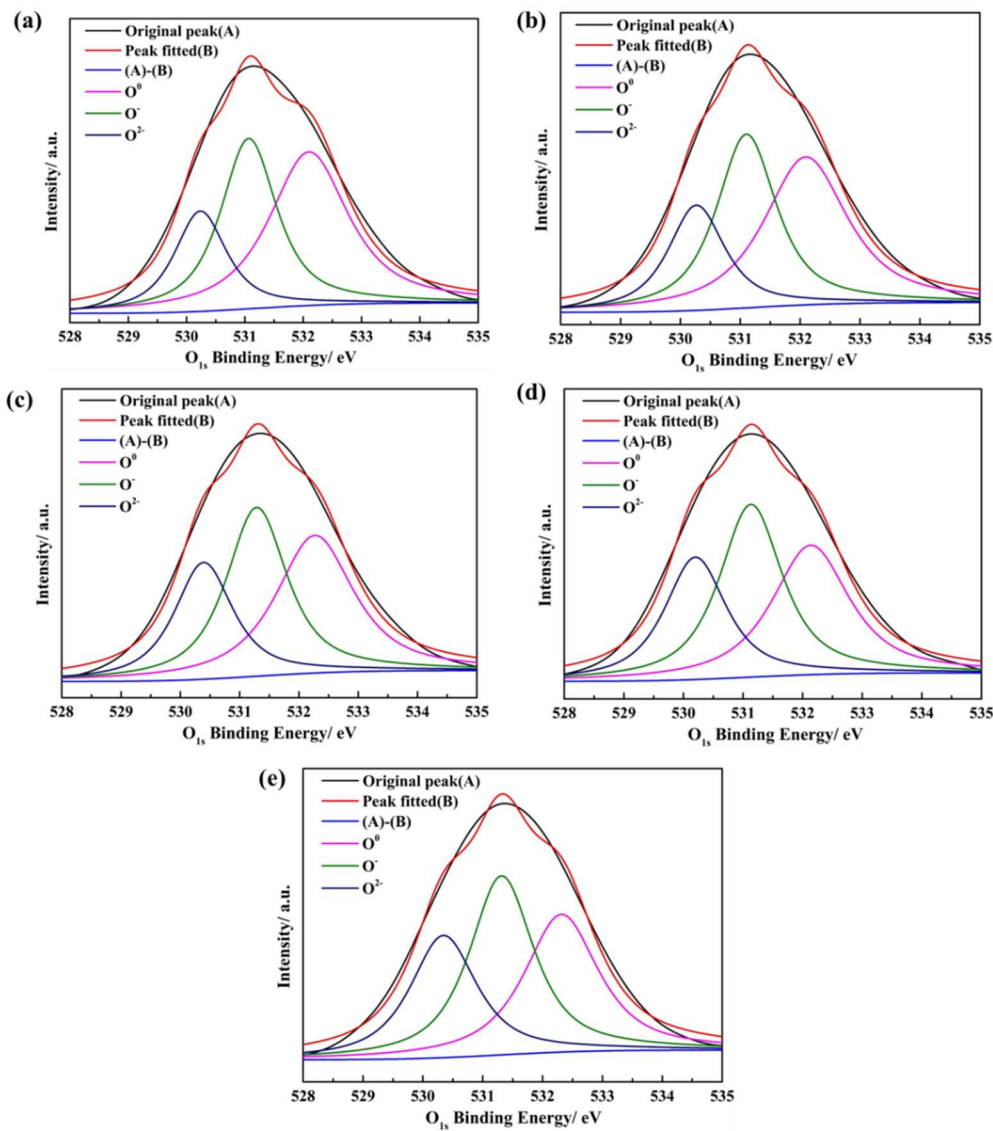 (a)
Original peak(A)
Peak fitted(B)
(A)-(B)
O⁰
O⁻
O²⁻
Intensity/ a.u.
528 529 530 531 532 533 534 535
O₁ₛ Binding Energy/ eV
(b)
Original peak(A)
Peak fitted(B)
(A)-(B)
O⁰
O⁻
O²⁻
Intensity/ a.u.
528 529 530 531 532 533 534 535
O₁ₛ Binding Energy/ eV
(c)
Original peak(A)
Peak fitted(B)
(A)-(B)
O⁰
O⁻
O²⁻
Intensity/ a.u.
528 529 530 531 532 533 534 535
O₁ₛ Binding Energy/ eV
(d)
Original peak(A)
Peak fitted(B)
(A)-(B)
O⁰
O⁻
O²⁻
Intensity/ a.u.
528 529 530 531 532 533 534 535
O₁ₛ Binding Energy/ eV
(e)
Original peak(A)
Peak fitted(B)
(A)-(B)
O⁰
O⁻
O²⁻
Intensity/ a.u.
528 529 530 531 532 533 534 535
O₁ₛ Binding Energy/ eV